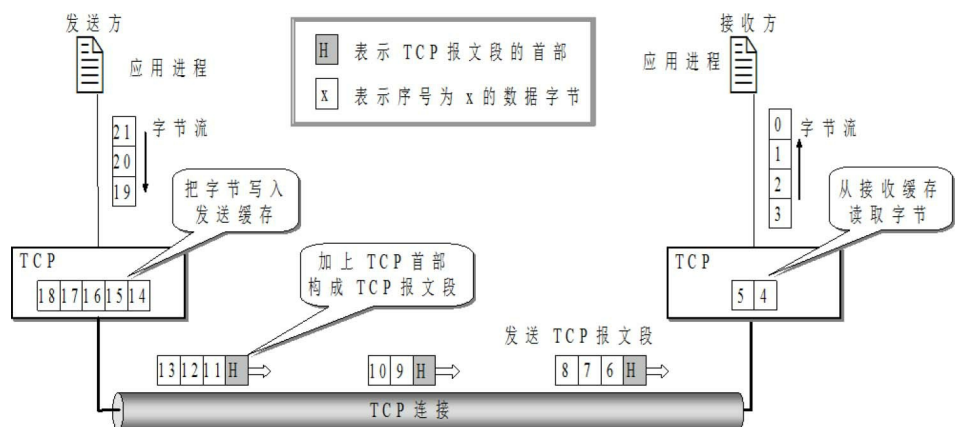 发送方
接收方
H 表示 TCP 报文段的首部
应用进程
应用进程
x 表示序号为 x 的数据字节
21
20
19
字节流
0
1
2
3
字节流
把字节写入
发送缓存
从接收缓存
读取字节
TCP
18 17 16 15 14
加上 TCP 首部
构成 TCP 报文段
TCP
5 4
发送 TCP 报文段
13 12 11 H
10 9 H
8 7 6 H
TCP 连接